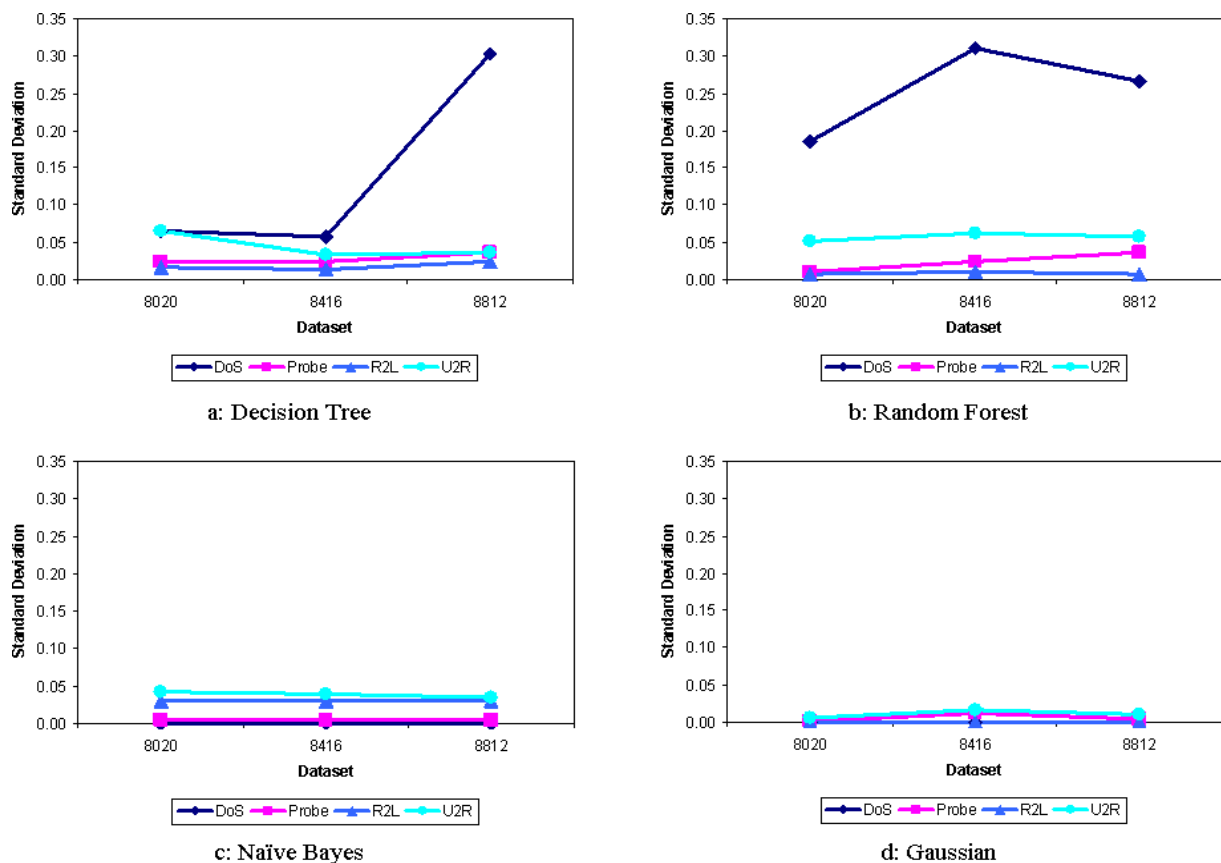 0.35
0.30
0.25
0.20
0.15
0.10
0.05
0.00
Standard Deviation
8020 8416 8812
Dataset
DoS Probe R2L U2R
a: Decision Tree
0.35
0.30
0.25
0.20
0.15
0.10
0.05
0.00
Standard Deviation
8020 8416 8812
Dataset
DoS Probe R2L U2R
b: Random Forest
0.35
0.30
0.25
0.20
0.15
0.10
0.05
0.00
Standard Deviation
8020 8416 8812
Dataset
DoS Probe R2L U2R
c: Naïve Bayes
0.35
0.30
0.25
0.20
0.15
0.10
0.05
0.00
Standard Deviation
8020 8416 8812
Dataset
DoS Probe R2L U2R
d: Gaussian